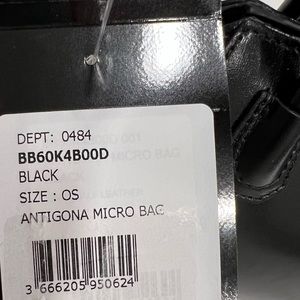 DEPT: 0484
BB60K4B00D
BLACK
SIZE : OS
ANTIGONA MICRO BAG
3 666205 950624